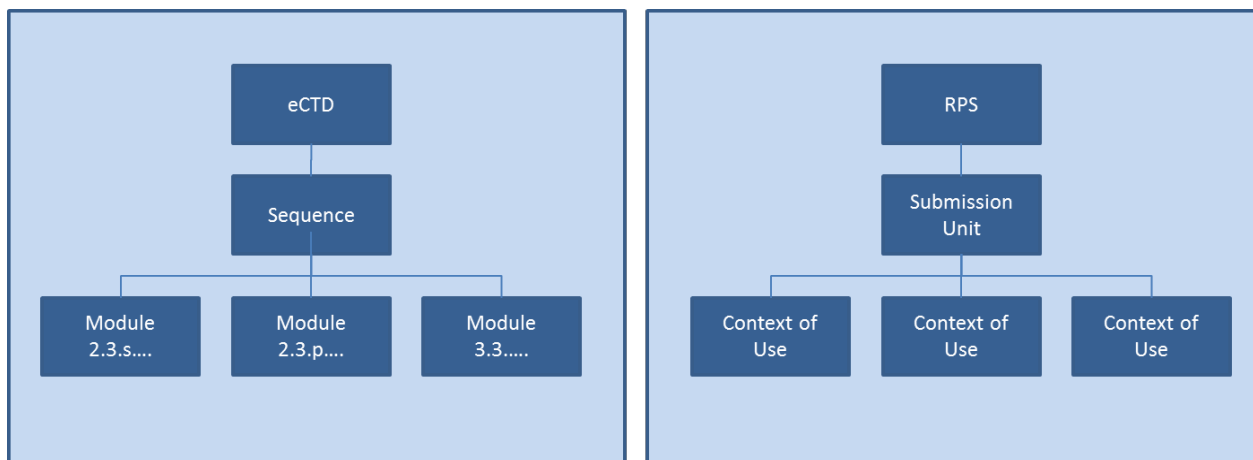 eCTD
Sequence
Module
2.3.s....
Module
2.3.p....
Module
3.3.....
RPS
Submission
Unit
Context of
Use
Context of
Use
Context of
Use